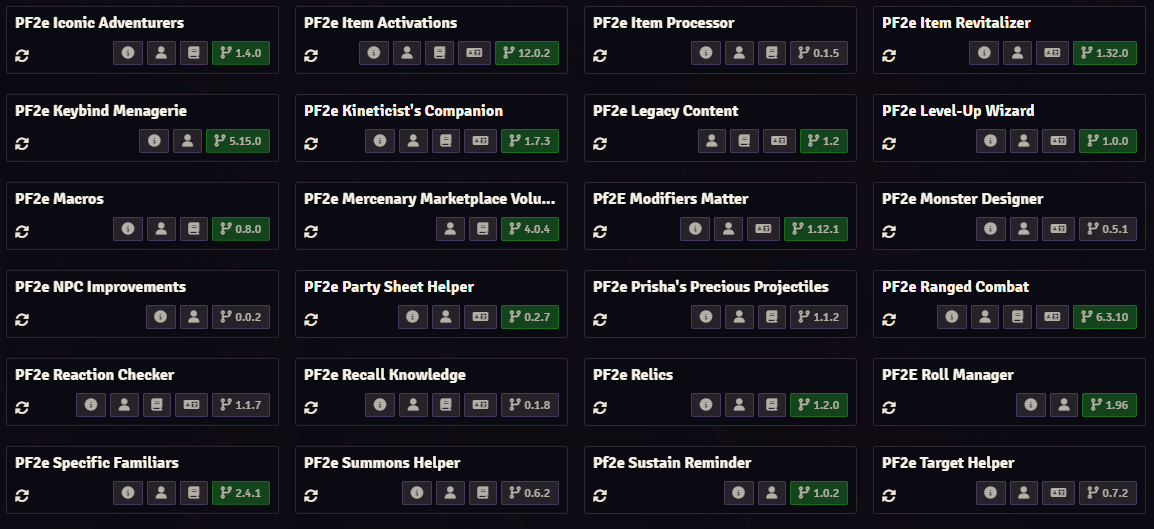 PF2e Iconic Adventurers
1.4.0
PF2e Item Activations
12.0.2
PF2e Item Processor
0.1.5
PF2e Item Revitalizer
1.32.0
PF2e Keybind Menagerie
5.15.0
PF2e Kineticist's Companion
1.7.3
PF2e Legacy Content
1.2
PF2e Level-Up Wizard
1.0.0
PF2e Macros
0.8.0
PF2e Mercenary Marketplace Volu...
4.0.4
Pf2E Modifiers Matter
1.12.1
PF2e Monster Designer
0.5.1
PF2e NPC Improvements
0.0.2
PF2e Party Sheet Helper
0.2.7
Pf2e Prisha's Precious Projectiles
1.1.2
PF2e Ranged Combat
6.3.10
PF2e Reaction Checker
1.1.7
PF2e Recall Knowledge
0.1.8
PF2e Relics
1.2.0
PF2E Roll Manager
1.96
PF2e Specific Familiars
2.4.1
PF2e Summons Helper
0.6.2
Pf2e Sustain Reminder
1.0.2
PF2e Target Helper
0.7.2